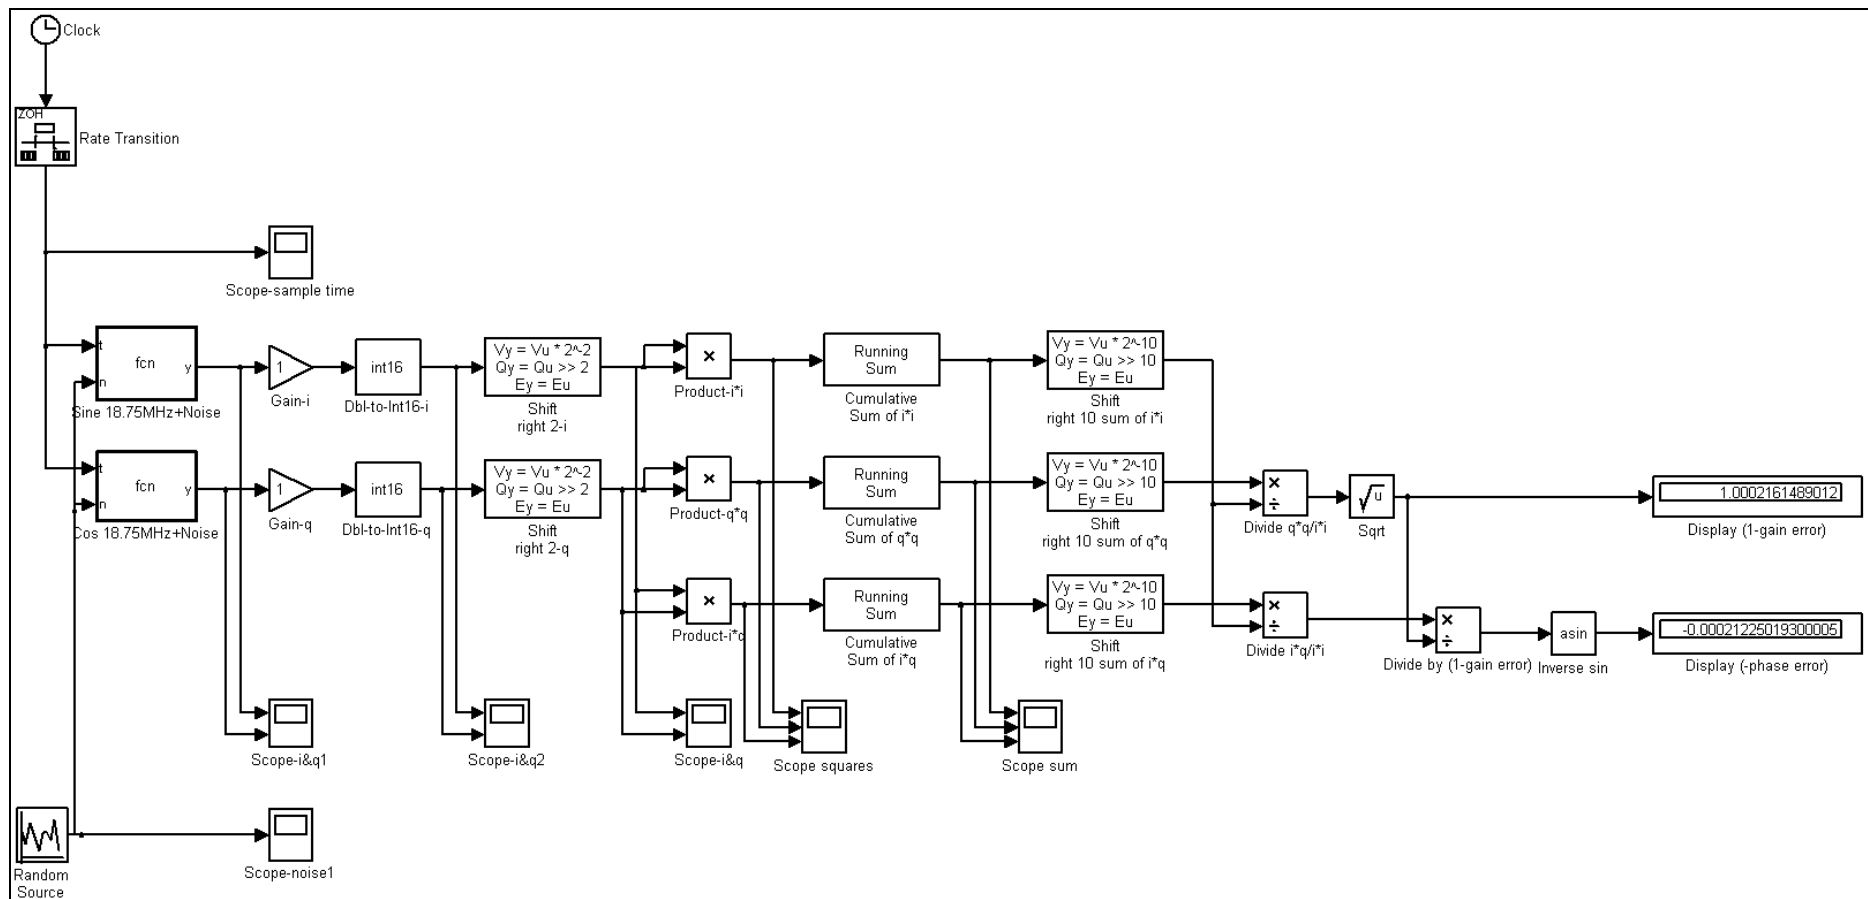 Clock
ZOH
Rate Transition
Scope-sample time
t
fcn
y
n
Sine 18.75MHz+Noise
1
Gain-i
int16
Dbl-to-Int16-i
Vy = Vu * 2^-2
Qy = Qu >> 2
Ey = Eu
Shift
right 2-i
×
Product-i*i
Running
Sum
Cumulative
Sum of i*i
Vy = Vu * 2^-10
Qy = Qu >> 10
Ey = Eu
Shift
right 10 sum of i*i
t
fcn
y
n
Cos 18.75MHz+Noise
1
Gain-q
int16
Dbl-to-Int16-q
Vy = Vu * 2^-2
Qy = Qu >> 2
Ey = Eu
Shift
right 2-q
×
Product-q*q
Running
Sum
Cumulative
Sum of q*q
Vy = Vu * 2^-10
Qy = Qu >> 10
Ey = Eu
Shift
right 10 sum of q*q
×
÷
Divide q*q/i*i
√u
Sqrt
1.0002161489012
Display (1-gain error)
×
Product-i*q
Running
Sum
Cumulative
Sum of i*q
Vy = Vu * 2^-10
Qy = Qu >> 10
Ey = Eu
Shift
right 10 sum of i*q
×
÷
Divide i*q/i*i
×
÷
Divide by (1-gain error)
asin
Inverse sin
-0.00021225019300005
Display (-phase error)
Scope-i&q1
Scope-i&q2
Scope-i&q
Scope squares
Scope sum
Random
Source
Scope-noise1